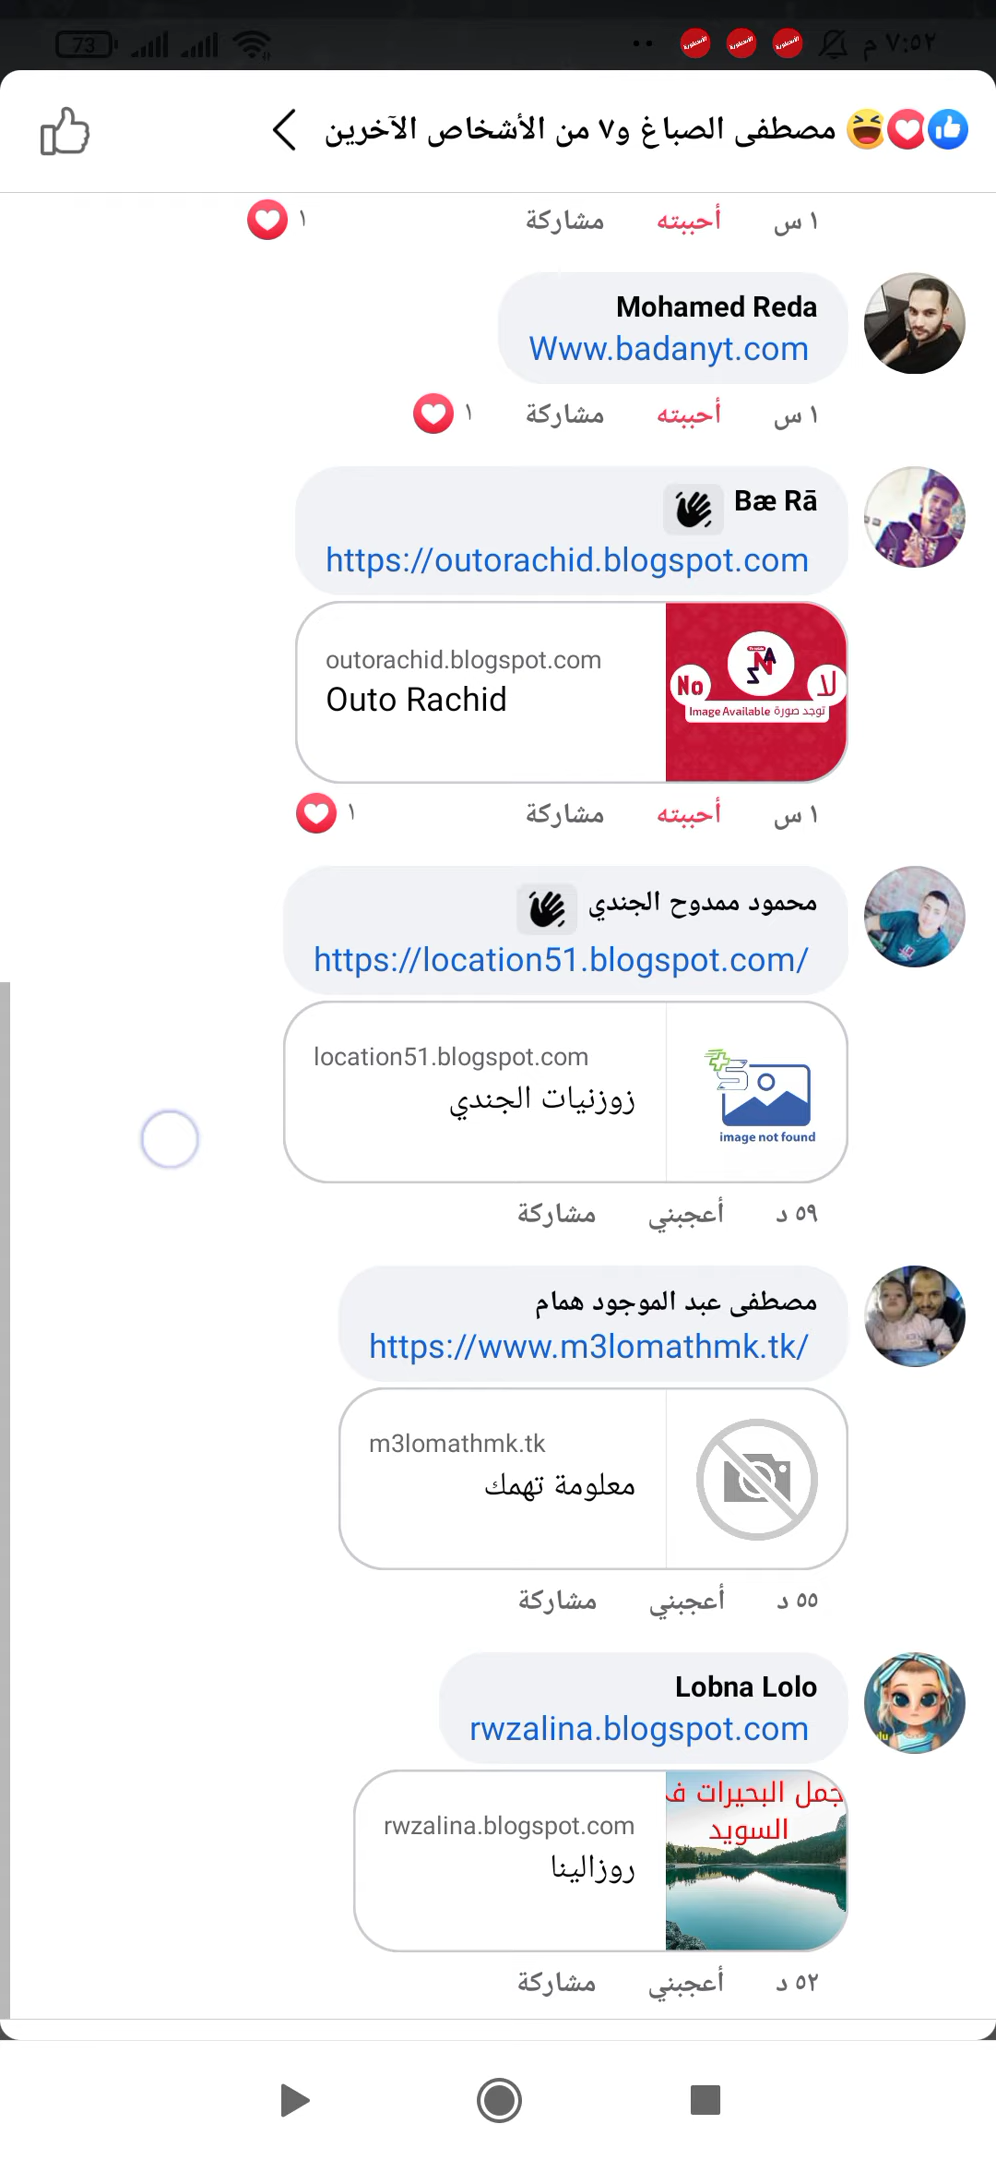 73
٧:٥٢ م
مصطفى الصباغ و٧ من الأشخاص الآخرين
١ س أحببته مشاركة ١
Mohamed Reda
Www.badanyt.com
١ س أحببته مشاركة ١
Bæ Rā
https://outorachid.blogspot.com
outorachid.blogspot.com
Outo Rachid
No
لا
Image Available توجد صورة
١ س أحببته مشاركة ١
محمود ممدوح الجندي
https://location51.blogspot.com/
location51.blogspot.com
زوزنيات الجندي
image not found
٥٩ د أعجبني مشاركة
مصطفى عبد الموجود همام
https://www.m3lomathmk.tk/
m3lomathmk.tk
معلومة تهمك
٥٥ د أعجبني مشاركة
Lobna Lolo
rwzalina.blogspot.com
rwzalina.blogspot.com
روزالينا
جمل البحيرات ف
السويد
٥٢ د أعجبني مشاركة